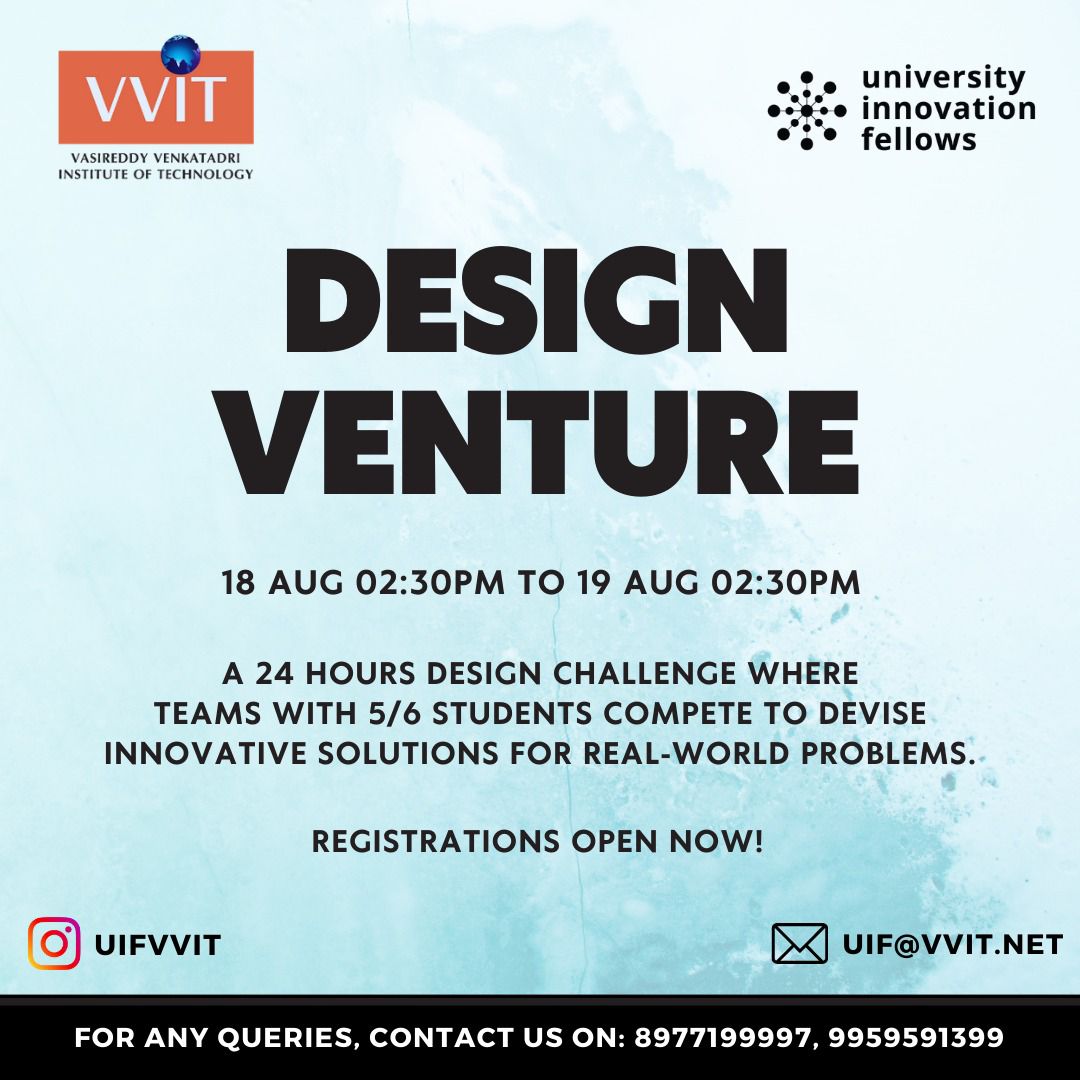 VVIT
VASIREDDY VENKATADRI
INSTITUTE OF TECHNOLOGY
university
innovation
fellows
DESIGN
VENTURE
18 AUG 02:30PM TO 19 AUG 02:30PM
A 24 HOURS DESIGN CHALLENGE WHERE
TEAMS WITH 5/6 STUDENTS COMPETE TO DEVISE
INNOVATIVE SOLUTIONS FOR REAL-WORLD PROBLEMS.
REGISTRATIONS OPEN NOW!
UIFVVIT
UIF@VVIT.NET
FOR ANY QUERIES, CONTACT US ON: 8977199997, 9959591399